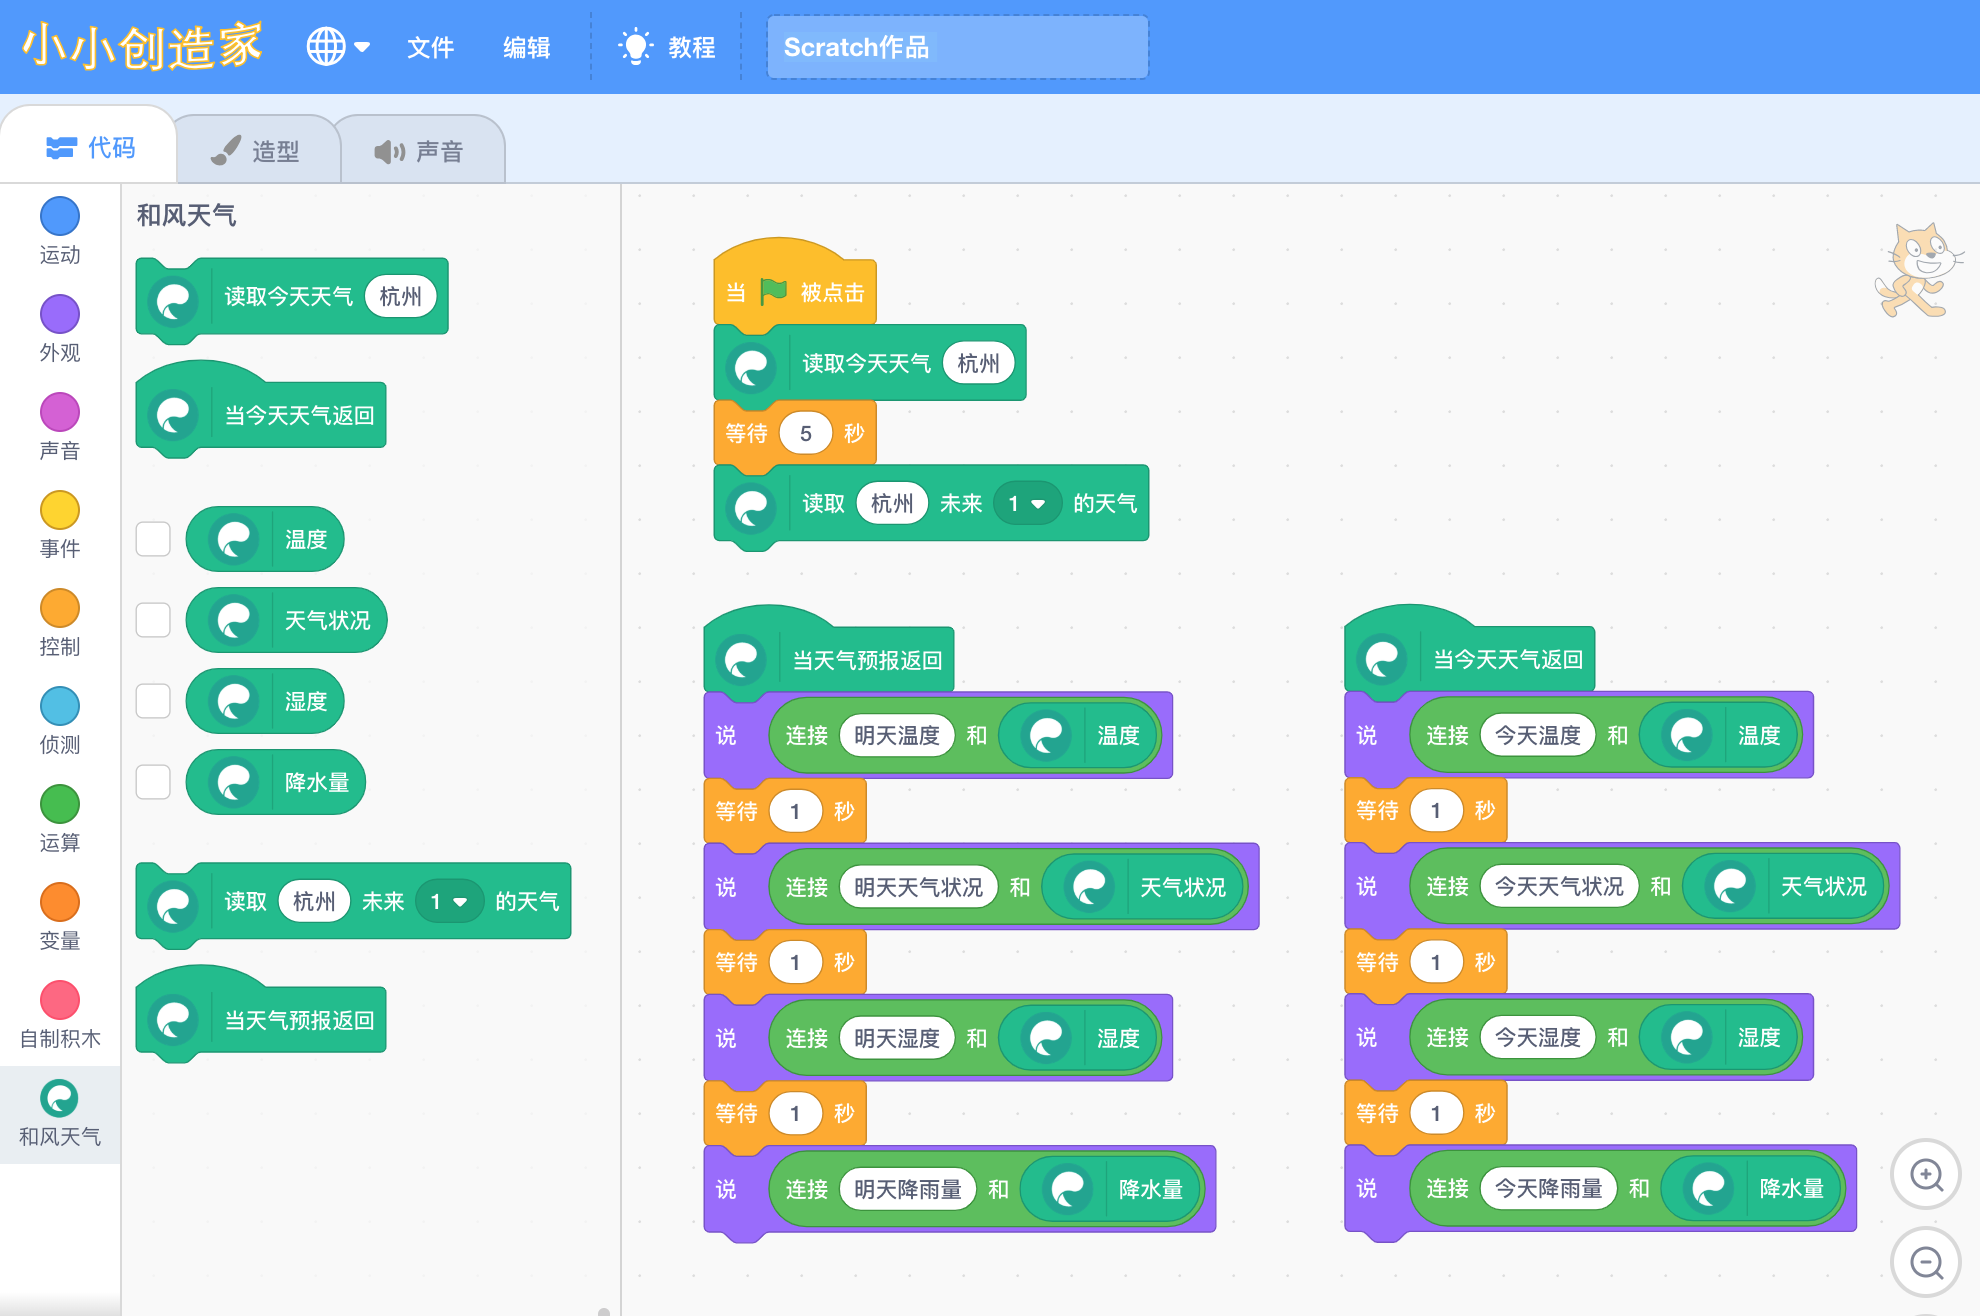 小小创造家
文件
编辑
教程
Scratch作品
代码
造型
声音
运动
外观
声音
事件
控制
侦测
运算
变量
自制积木
和风天气
和风天气
读取今天天气 杭州
当今天天气返回
温度
天气状况
湿度
降水量
读取 杭州 未来 1 的天气
当天气预报返回
当 被点击
读取今天天气 杭州
等待 5 秒
读取 杭州 未来 1 的天气
当天气预报返回
说 连接 明天温度 和 温度
等待 1 秒
说 连接 明天天气状况 和 天气状况
等待 1 秒
说 连接 明天湿度 和 湿度
等待 1 秒
说 连接 明天降雨量 和 降水量
当今天天气返回
说 连接 今天温度 和 温度
等待 1 秒
说 连接 今天天气状况 和 天气状况
等待 1 秒
说 连接 今天湿度 和 湿度
等待 1 秒
说 连接 今天降雨量 和 降水量